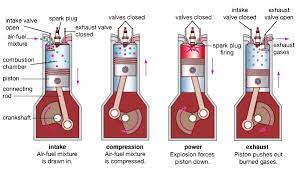 intake valve
open
air-fuel
mixture
spark plug
exhaust valve
closed
combustion
chamber
piston
connecting
rod
crankshaft
intake
Air-fuel mixture
is drawn in.
valves closed
compression
Air-fuel mixture
is compressed.
valves closed
spark plug
firing
power
Explosion forces
piston down.
intake
valve closed
exhaust
valve open
exhaust
gases
exhaust
Piston pushes out
burned gases.